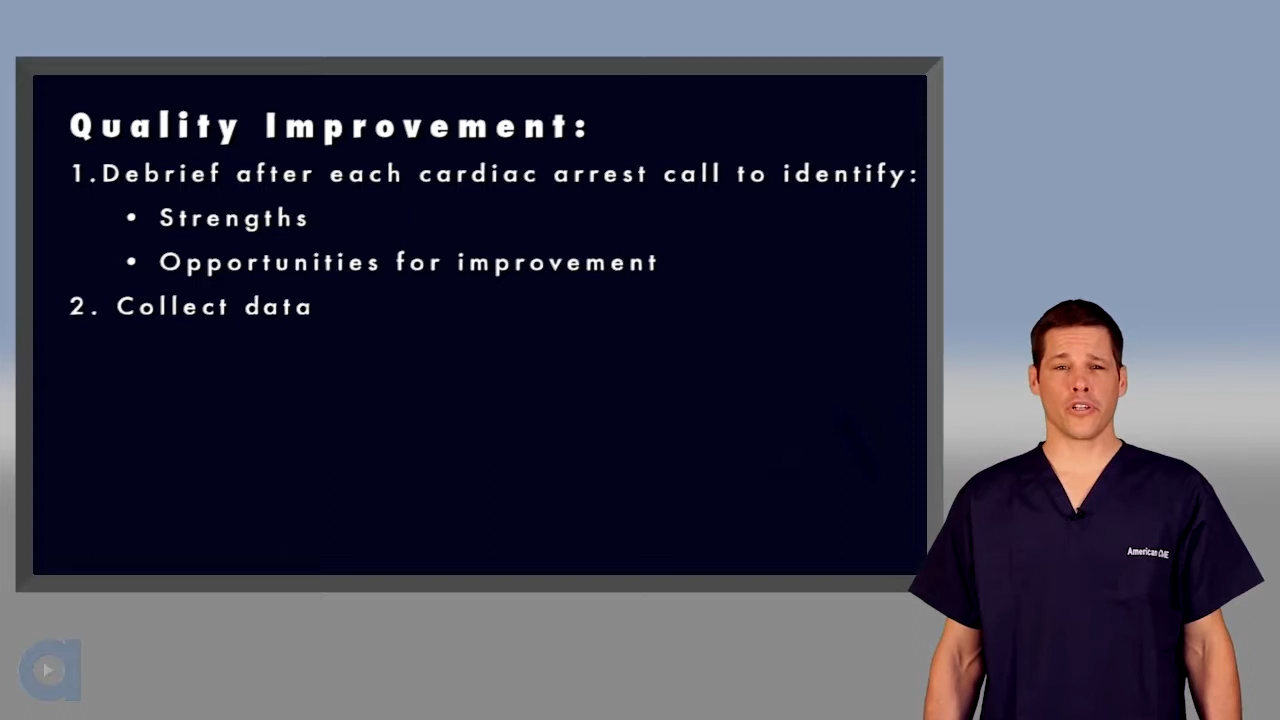 Quality Improvement:
1.Debrief after each cardiac arrest call to identify:
• Strengths
• Opportunities for improvement
2. Collect data
American CME